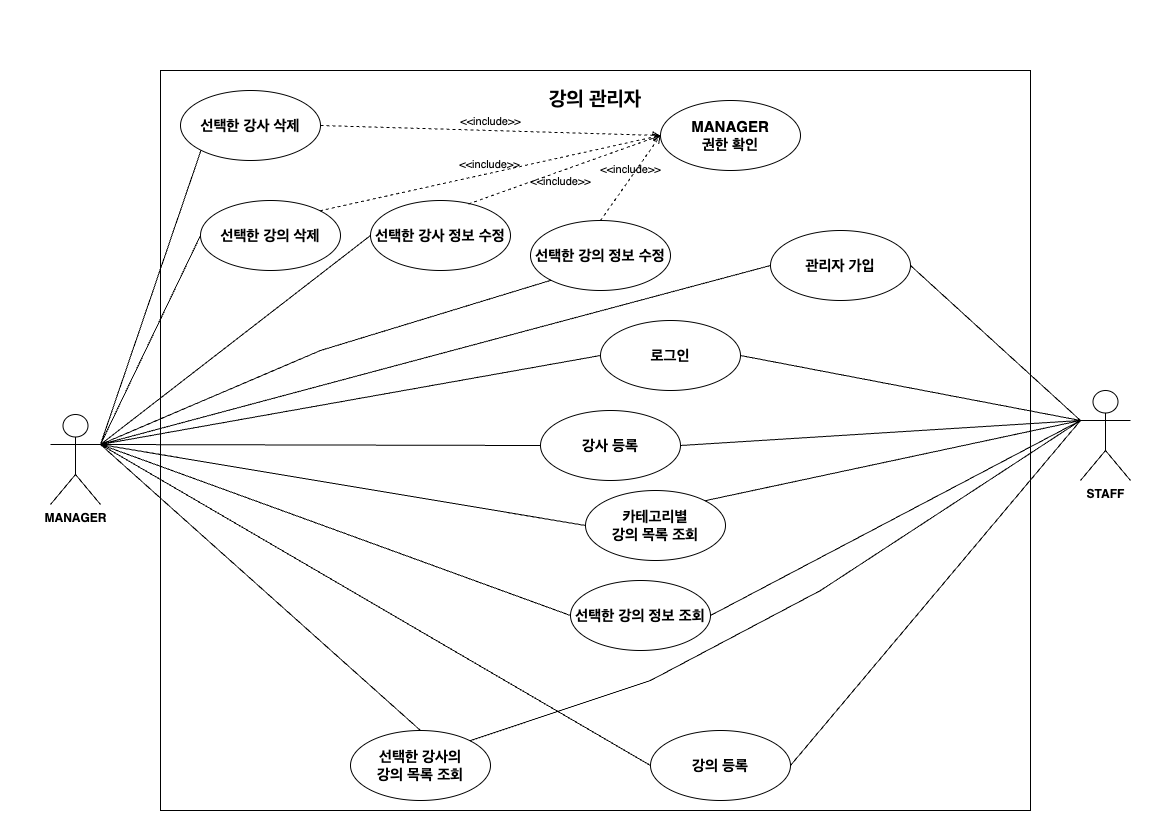 강의 관리자
선택한 강사 삭제
<<include>>
MANAGER
권한 확인
<<include>>
<<include>>
<<include>>
선택한 강의 삭제
선택한 강사 정보 수정
선택한 강의 정보 수정
관리자 가입
로그인
강사 등록
MANAGER
STAFF
카테고리별
강의 목록 조회
선택한 강의 정보 조회
선택한 강사의
강의 목록 조회
강의 등록